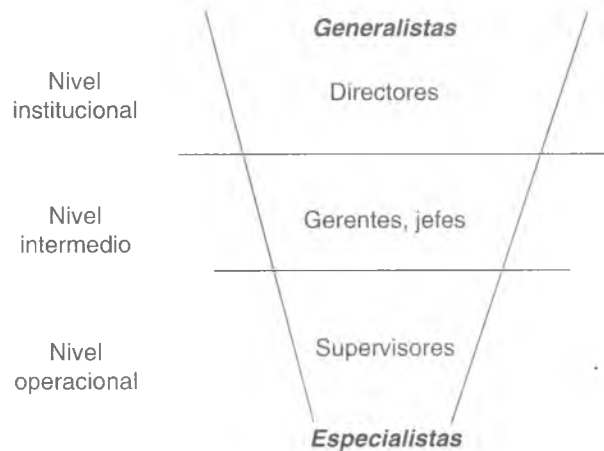 Generalistas
Nivel
institucional
Directores
Nivel
intermedio
Gerentes, jefes
Nivel
operacional
Supervisores
Especialistas